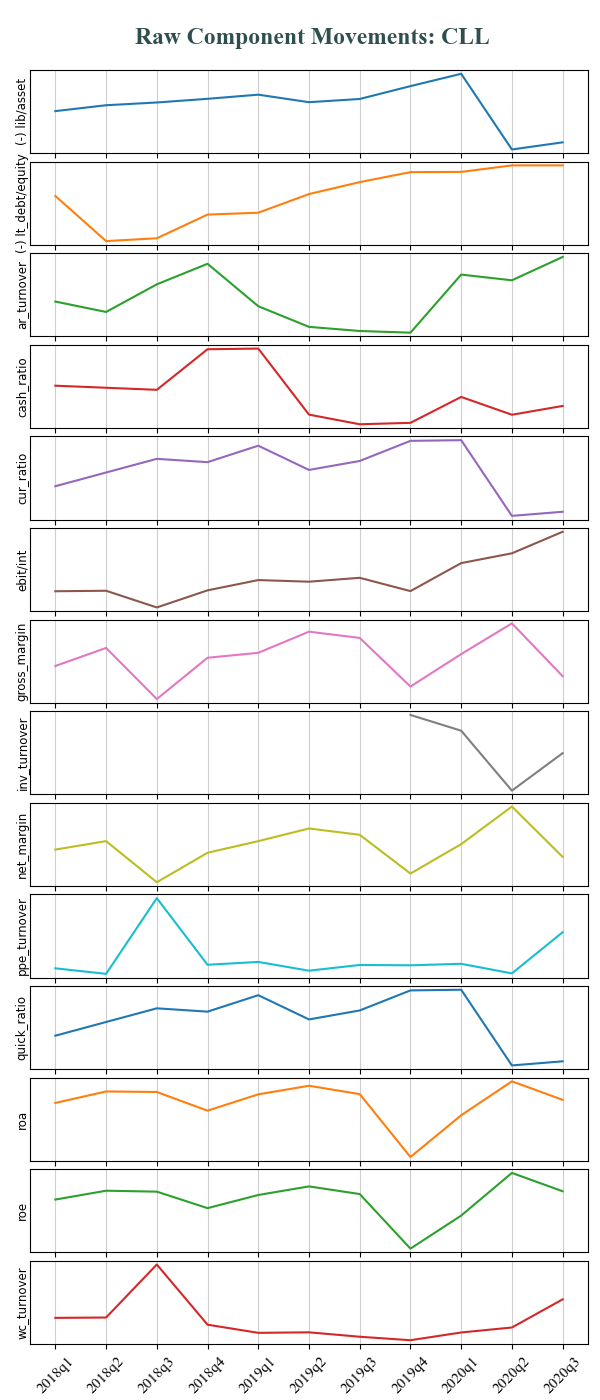 Raw Component Movements: CLL
(-) lib/asset
(-) lt_debt/equity
ar_turnover
cash_ratio
cur_ratio
ebit/int
gross_margin
inv_turnover
net_margin
ppe_turnover
quick_ratio
roa
roe
wc_turnover
2018q1 2018q2 2018q3 2018q4 2019q1 2019q2 2019q3 2019q4 2020q1 2020q2 2020q3